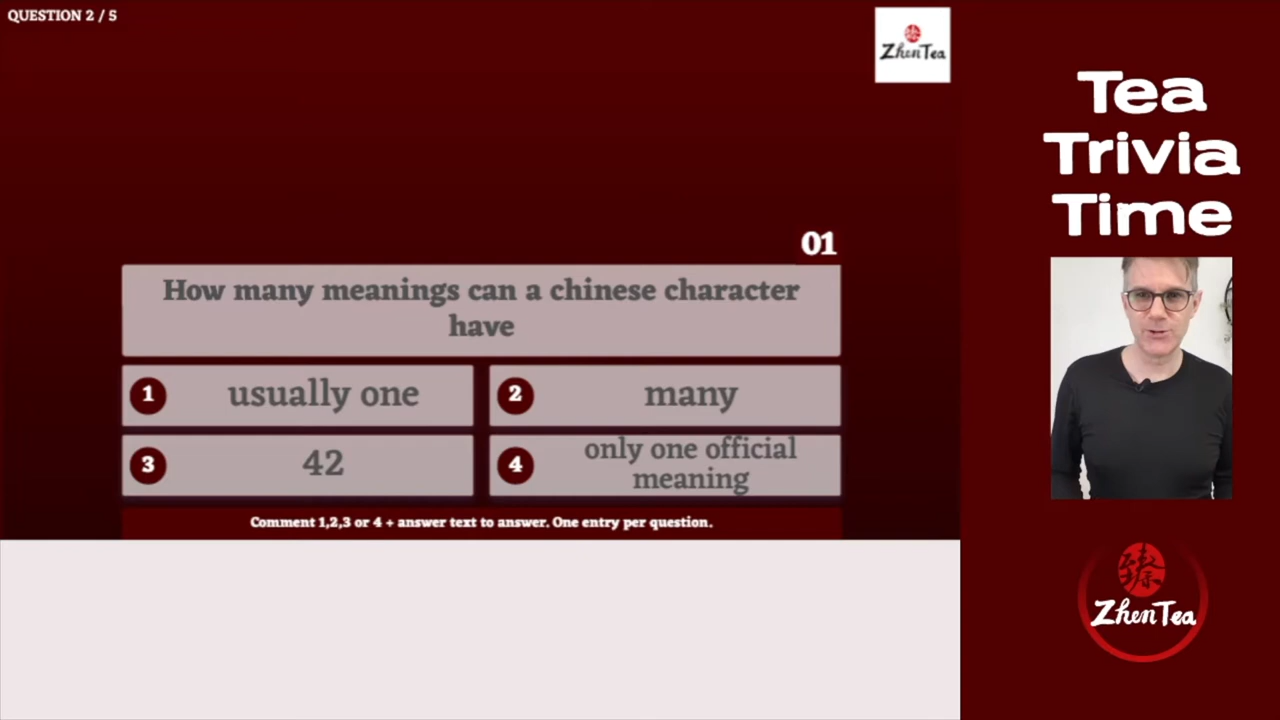 QUESTION 2 / 5
臻
ZhenTea
Tea
Trivia
Time
01
How many meanings can a chinese character
have
1 usually one
2 many
3 42
4 only one official
meaning
Comment 1,2,3 or 4 + answer text to answer. One entry per question.
臻
ZhenTea